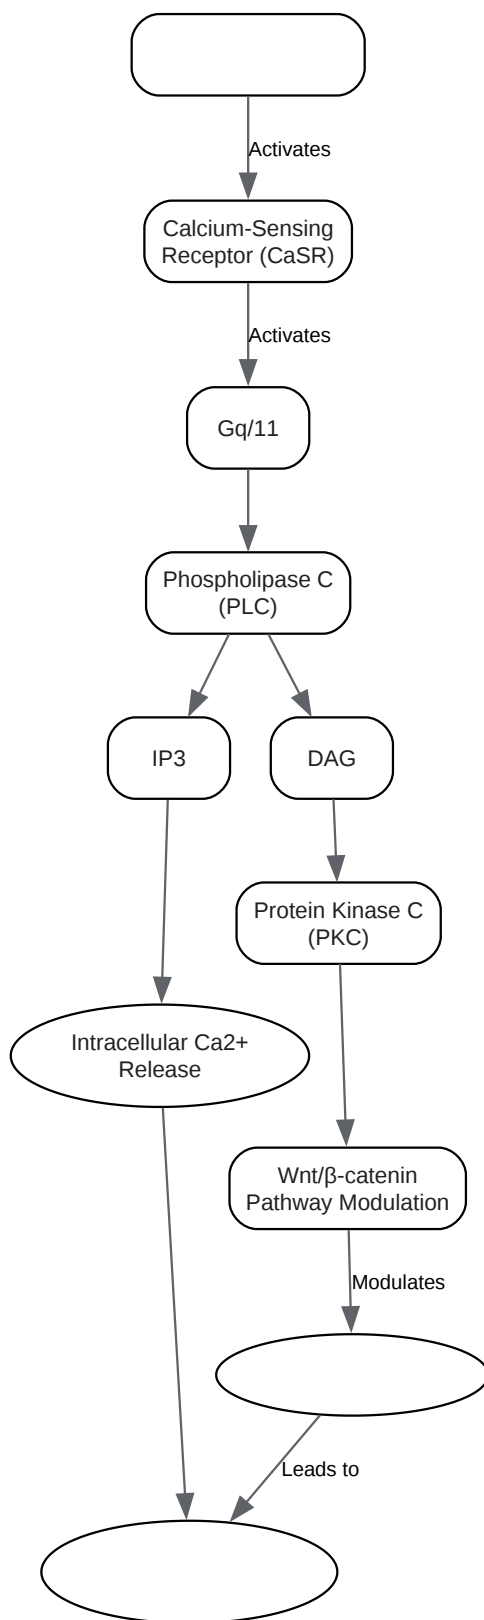 Activates
Calcium-Sensing
Receptor (CaSR)
Activates
Gq/11
Phospholipase C
(PLC)
IP3
DAG
Protein Kinase C
(PKC)
Intracellular Ca2+
Release
Wnt/β-catenin
Pathway Modulation
Modulates
Leads to